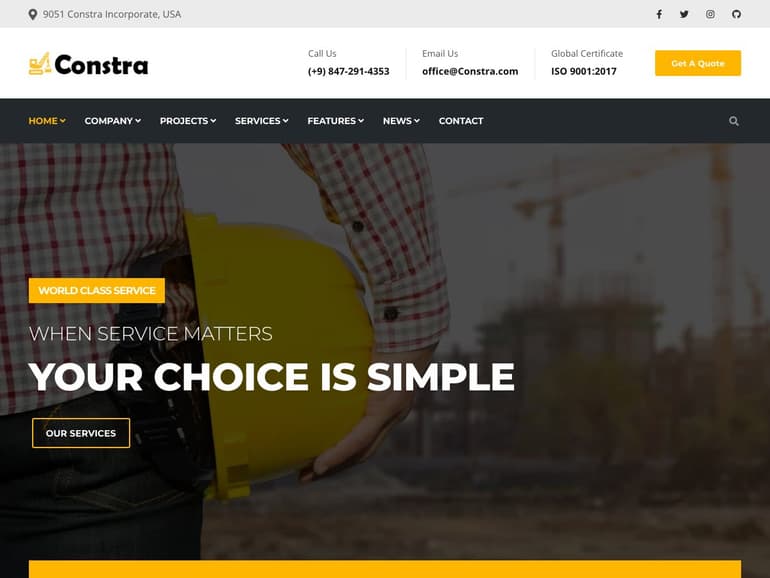 9051 Constra Incorporate, USA
Constra
Call Us
(+9) 847-291-4353
Email Us
office@Constra.com
Global Certificate
ISO 9001:2017
Get A Quote
HOME COMPANY PROJECTS SERVICES FEATURES NEWS CONTACT
WORLD CLASS SERVICE
WHEN SERVICE MATTERS
YOUR CHOICE IS SIMPLE
OUR SERVICES